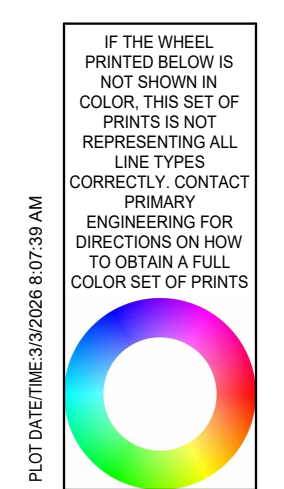 IF THE WHEEL
PRINTED BELOW IS
NOT SHOWN IN
COLOR, THIS SET OF
PRINTS IS NOT
REPRESENTING ALL
LINE TYPES
CORRECTLY. CONTACT
PRIMARY
ENGINEERING FOR
DIRECTIONS ON HOW
TO OBTAIN A FULL
COLOR SET OF PRINTS
PLOT DATE/TIME:3/3/2026 8:07:39 AM